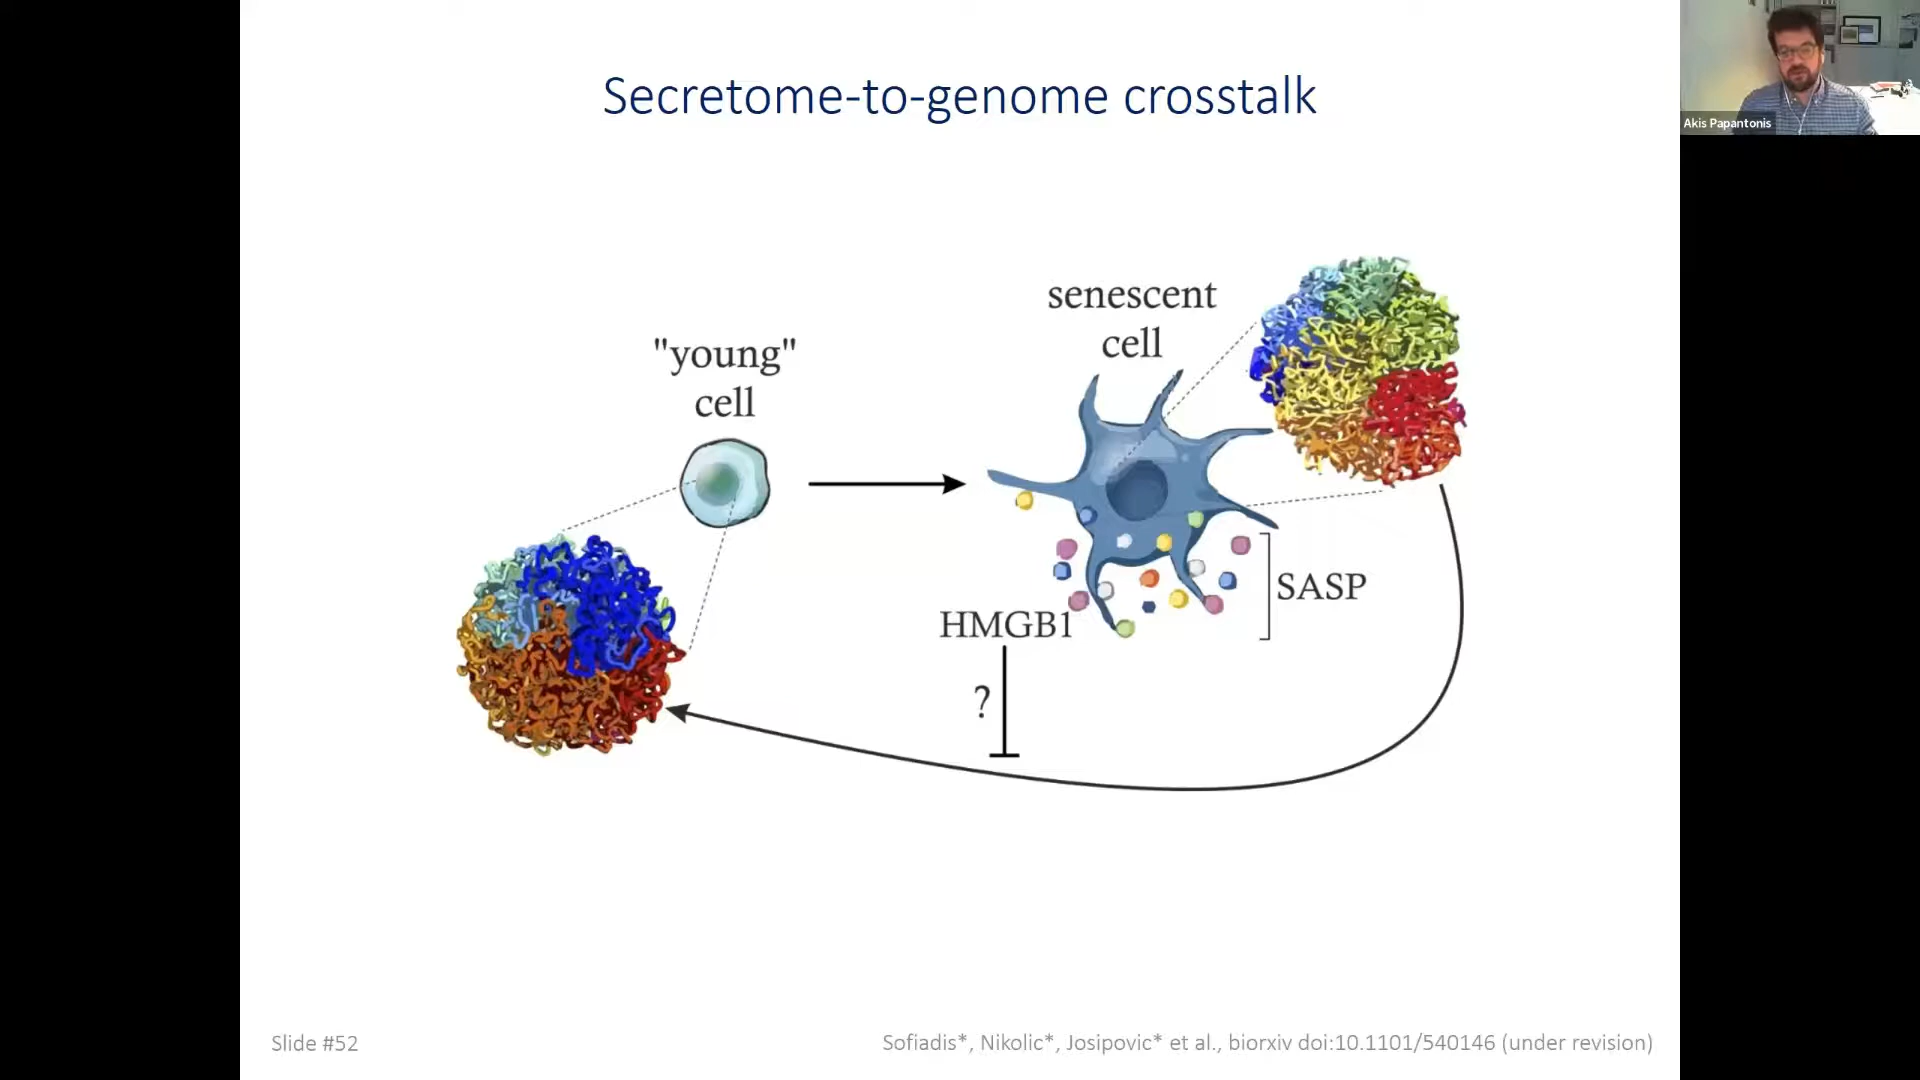 Secretome-to-genome crosstalk
Akis Papantonis
senescent
cell
"young"
cell
SASP
HMGB1
?
Slide #52
Sofiadis*, Nikolic*, Josipovic* et al., biorxiv doi:10.1101/540146 (under revision)